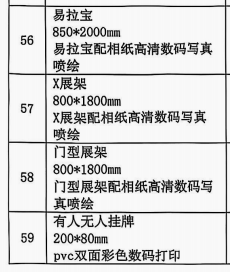 56
易拉宝
850*2000mm
易拉宝配相纸高清数码写真
喷绘
57
X展架
800*1800mm
X展架配相纸高清数码写真
喷绘
58
门型展架
800*1800mm
门型展架配相纸高清数码写
真喷绘
59
有人无人挂牌
200*80mm
pvc双面彩色数码打印